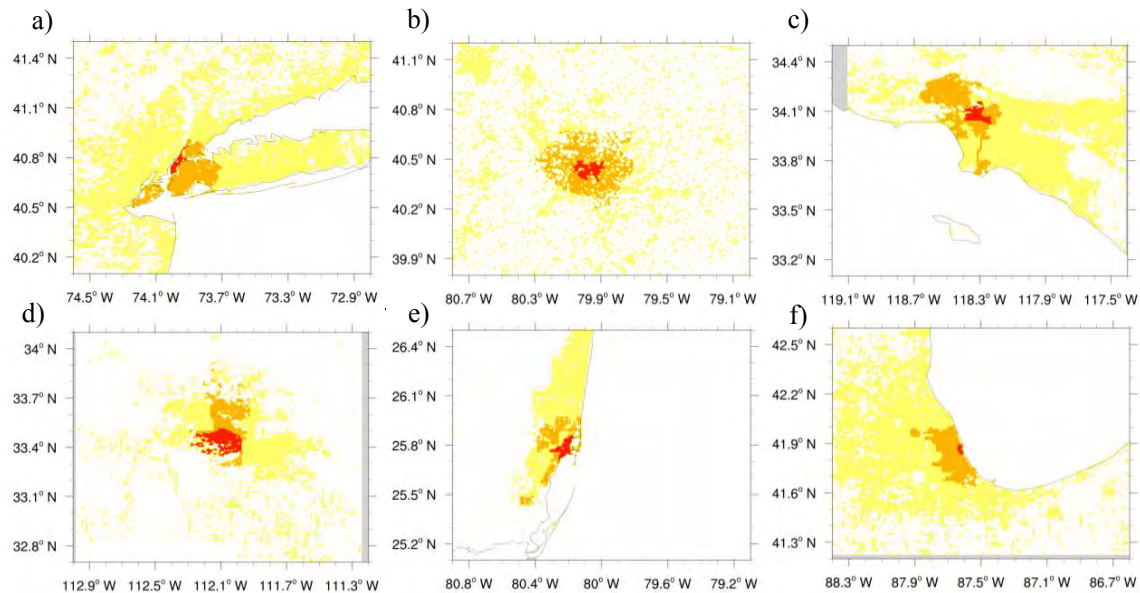 a)
b)
c)
41.4° N
41.1° N
40.8° N
40.5° N
40.2° N
74.5° W 74.1° W 73.7° W 73.3° W 72.9° W
41.1° N
40.8° N
40.5° N
40.2° N
39.9° N
80.7° W 80.3° W 79.9° W 79.5° W 79.1° W
34.4° N
34.1° N
33.8° N
33.5° N
33.2° N
119.1° W 118.7° W 118.3° W 117.9° W 117.5° W
d)
e)
f)
34° N
33.7° N
33.4° N
33.1° N
32.8° N
112.9° W 112.5° W 112.1° W 111.7° W 111.3° W
26.4° N
26.1° N
25.8° N
25.5° N
25.2° N
80.8° W 80.4° W 80° W 79.6° W 79.2° W
42.5° N
42.2° N
41.9° N
41.6° N
41.3° N
88.3° W 87.9° W 87.5° W 87.1° W 86.7° W